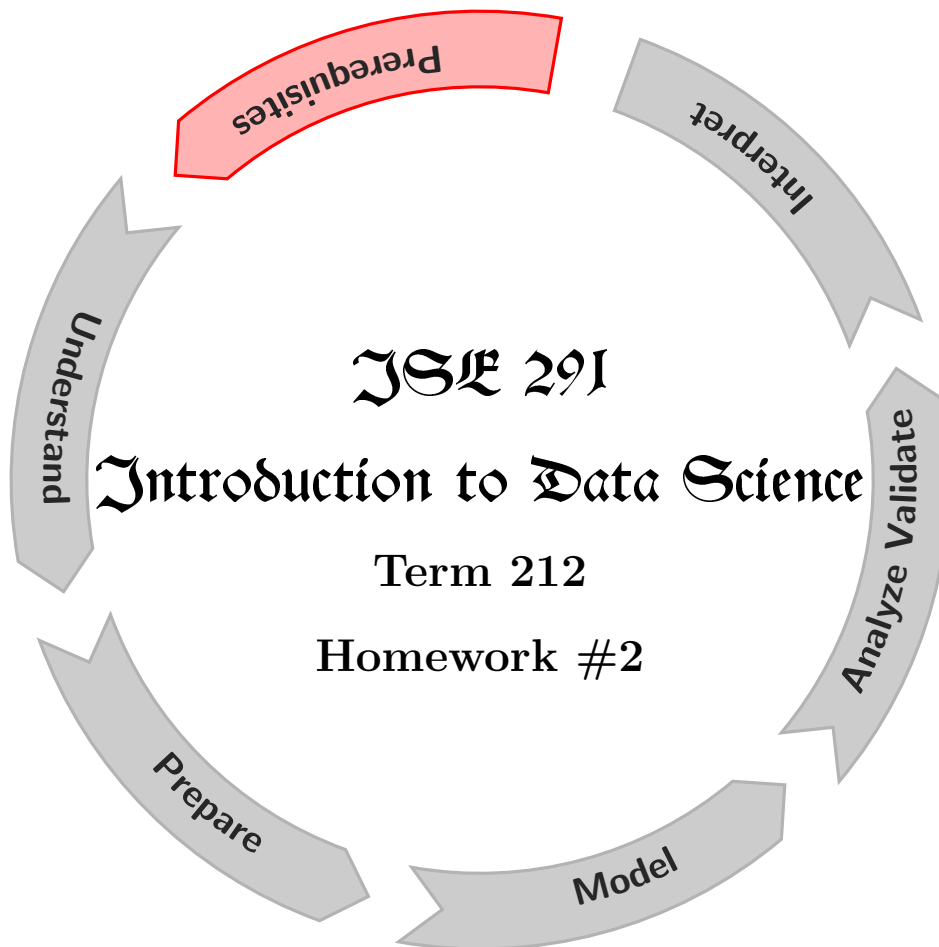 Prerequisites
Interpret
Understand
ISE 291
Introduction to Data Science
Analyze Validate
Term 212
Homework #2
Prepare
Model